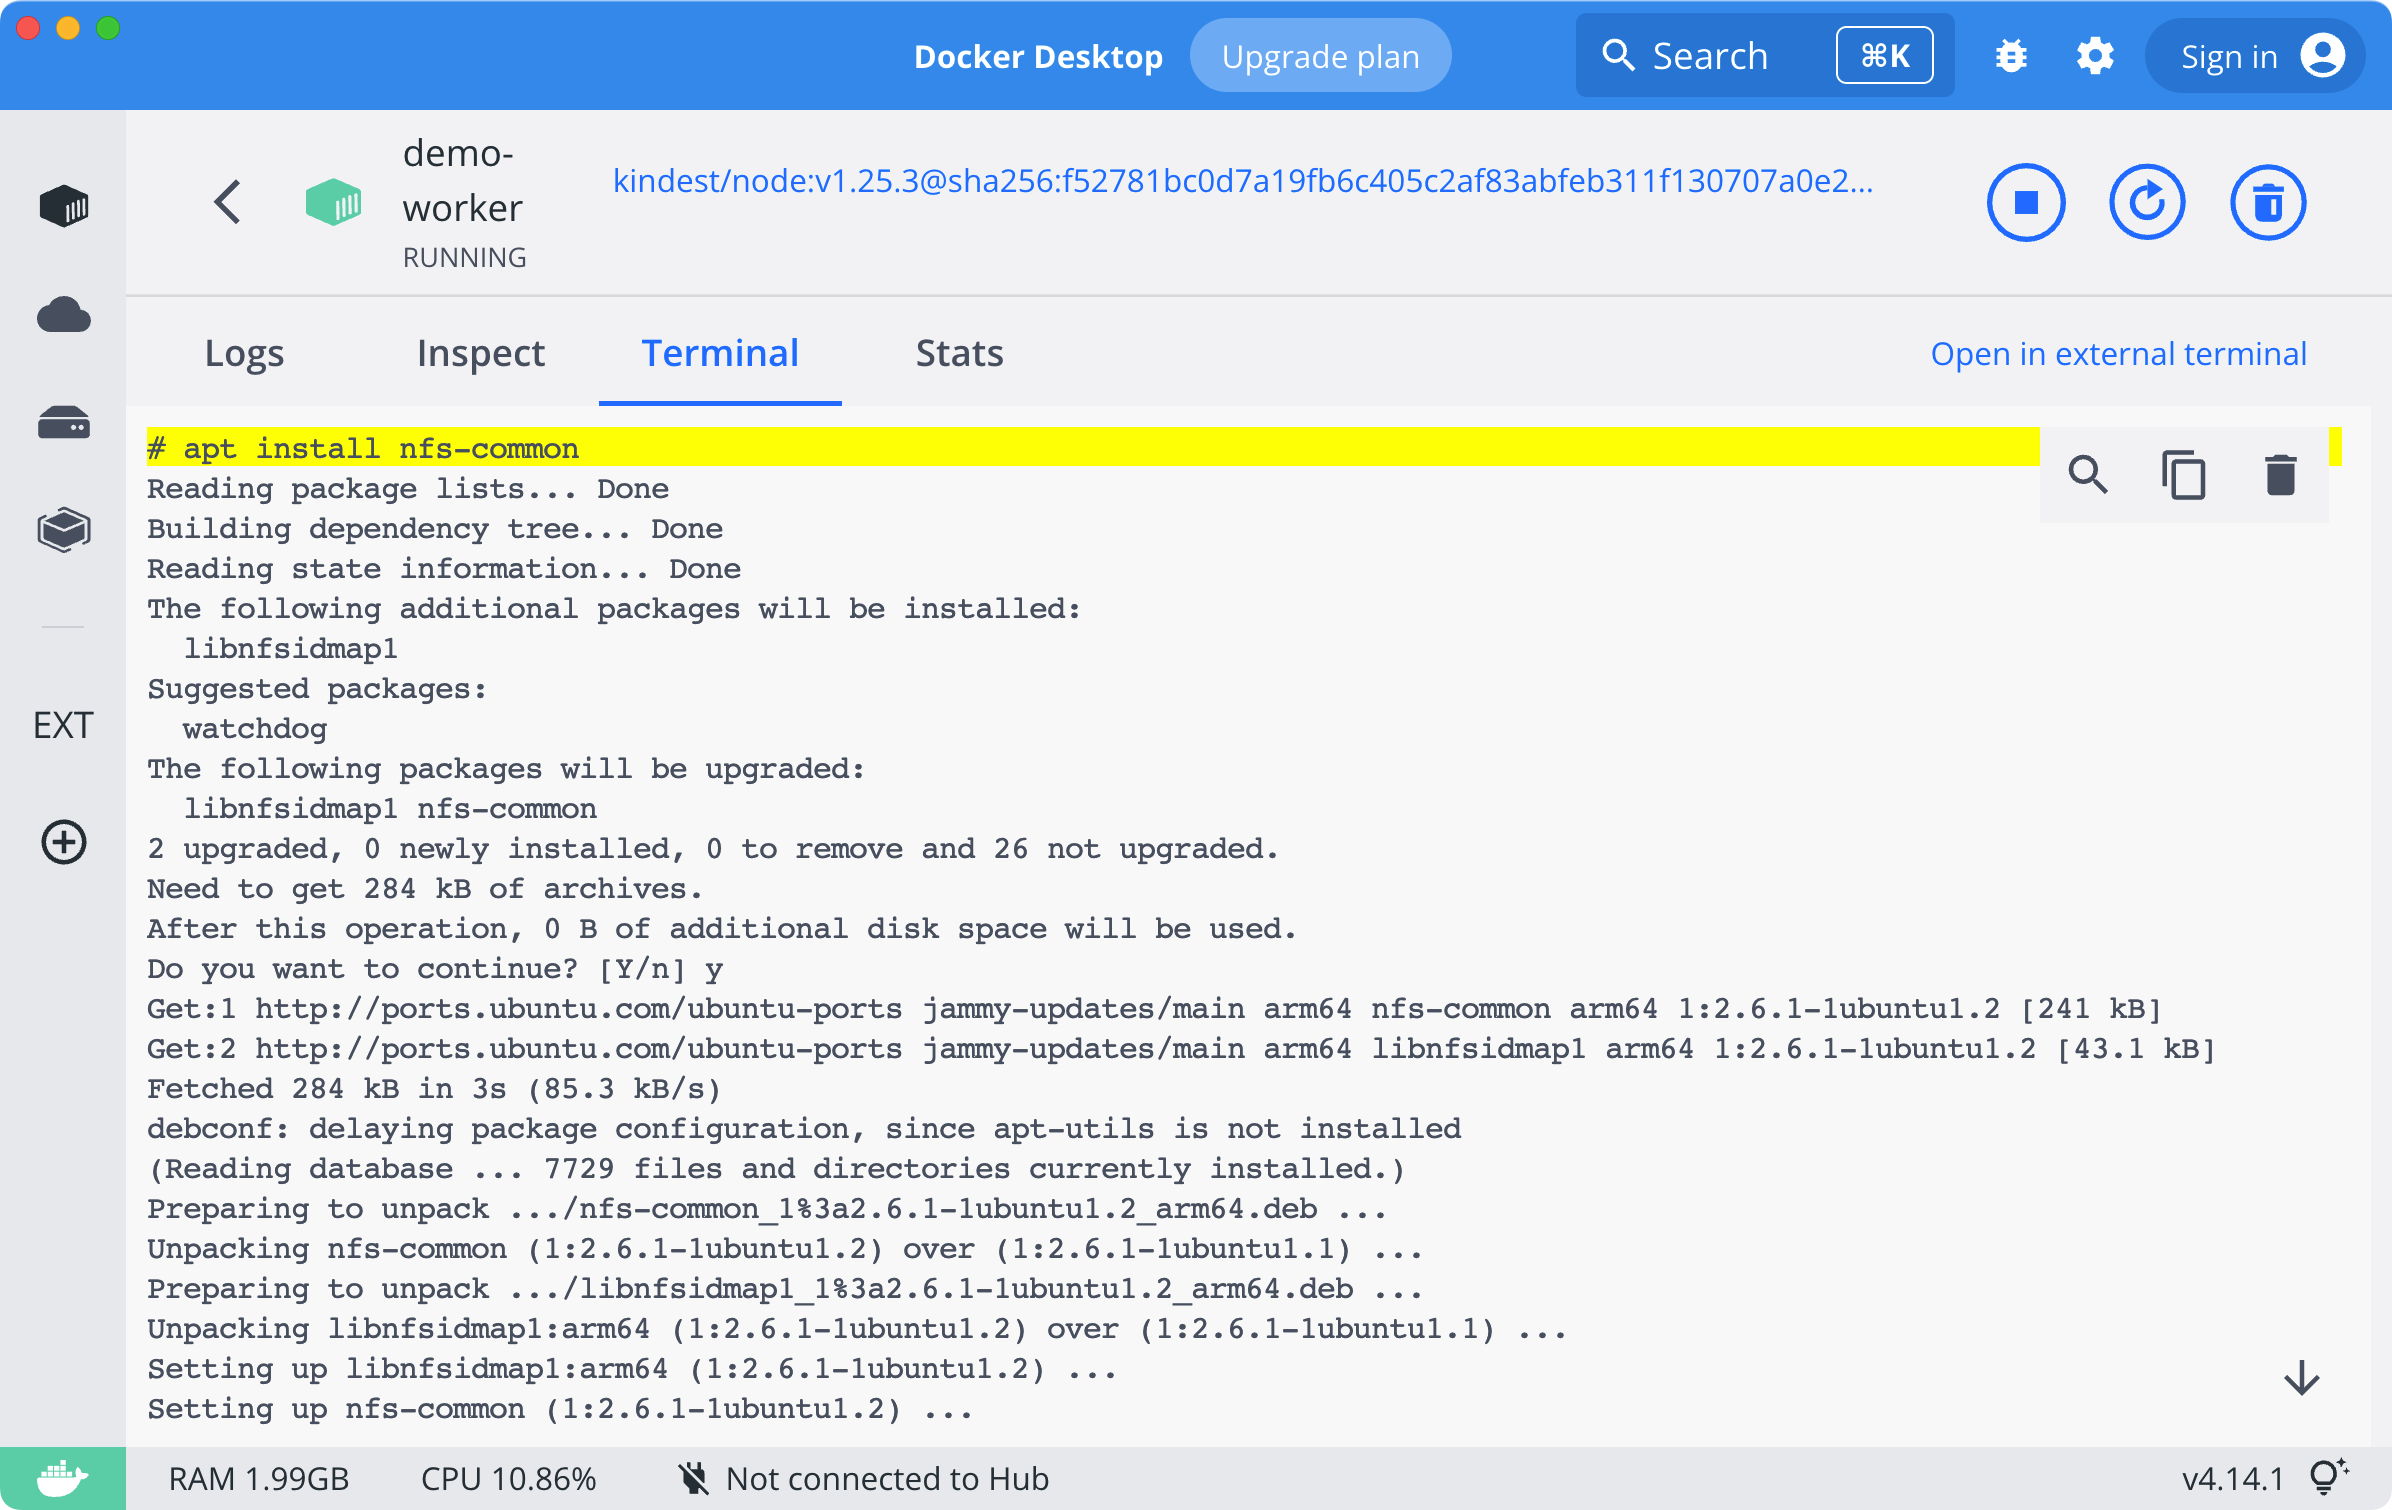 Docker Desktop Upgrade plan Search ⌘K Sign in
demo-
worker
RUNNING
kindest/node:v1.25.3@sha256:f52781bc0d7a19fb6c405c2af83abfeb311f130707a0e2...
Logs Inspect Terminal Stats Open in external terminal
# apt install nfs-common
Reading package lists... Done
Building dependency tree... Done
Reading state information... Done
The following additional packages will be installed:
  libnfsidmap1
Suggested packages:
  watchdog
The following packages will be upgraded:
  libnfsidmap1 nfs-common
2 upgraded, 0 newly installed, 0 to remove and 26 not upgraded.
Need to get 284 kB of archives.
After this operation, 0 B of additional disk space will be used.
Do you want to continue? [Y/n] y
Get:1 http://ports.ubuntu.com/ubuntu-ports jammy-updates/main arm64 nfs-common arm64 1:2.6.1-1ubuntu1.2 [241 kB]
Get:2 http://ports.ubuntu.com/ubuntu-ports jammy-updates/main arm64 libnfsidmap1 arm64 1:2.6.1-1ubuntu1.2 [43.1 kB]
Fetched 284 kB in 3s (85.3 kB/s)
debconf: delaying package configuration, since apt-utils is not installed
(Reading database ... 7729 files and directories currently installed.)
Preparing to unpack .../nfs-common_1%3a2.6.1-1ubuntu1.2_arm64.deb ...
Unpacking nfs-common (1:2.6.1-1ubuntu1.2) over (1:2.6.1-1ubuntu1.1) ...
Preparing to unpack .../libnfsidmap1_1%3a2.6.1-1ubuntu1.2_arm64.deb ...
Unpacking libnfsidmap1:arm64 (1:2.6.1-1ubuntu1.2) over (1:2.6.1-1ubuntu1.1) ...
Setting up libnfsidmap1:arm64 (1:2.6.1-1ubuntu1.2) ...
Setting up nfs-common (1:2.6.1-1ubuntu1.2) ...
EXT
RAM 1.99GB CPU 10.86% Not connected to Hub v4.14.1